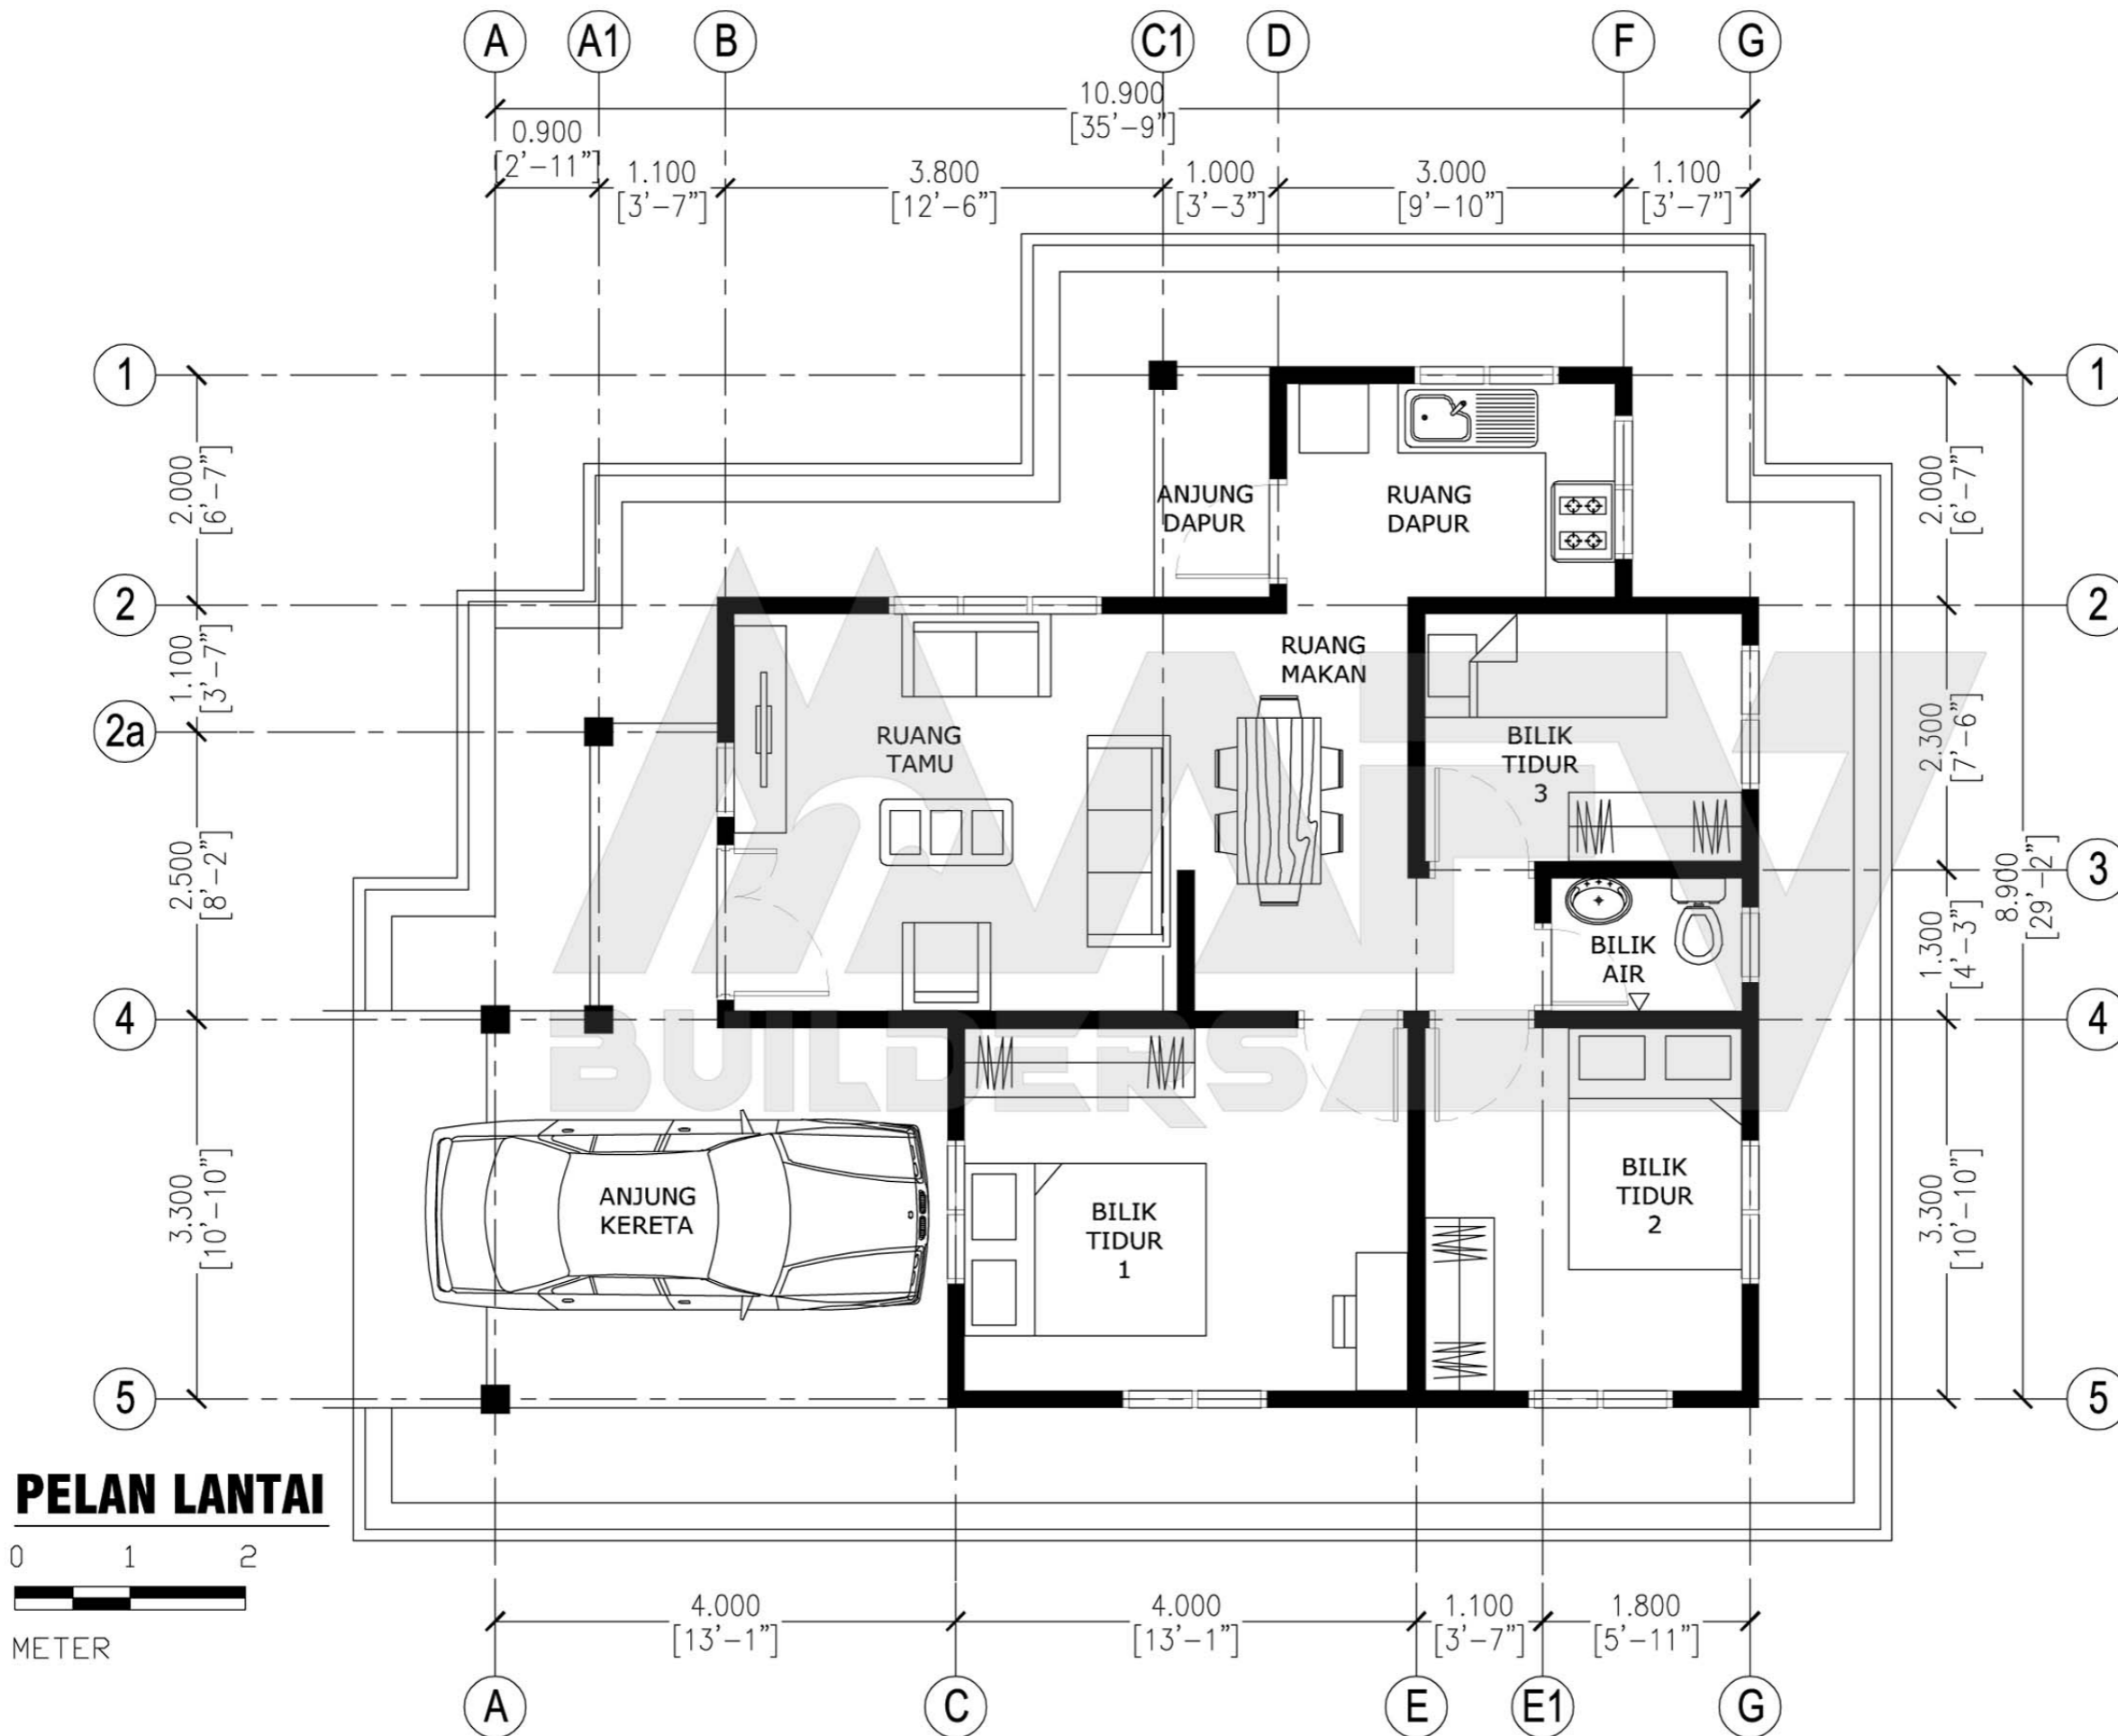 A A1 B C1 D F G
10.900
[35'-9"]
0.900
[2'-11"]
1.100
[3'-7"]
3.800
[12'-6"]
1.000
[3'-3"]
3.000
[9'-10"]
1.100
[3'-7"]
1
1
2.000
[6'-7"]
2.000
[6'-7"]
ANJUNG
DAPUR
RUANG
DAPUR
2
2
1.100
[3'-7"]
RUANG
MAKAN
2a
RUANG
TAMU
BILIK
TIDUR
3
2.300
[7'-6"]
2.500
[8'-2"]
3
8.900
[29'-2"]
BILIK
AIR
1.300
[4'-3"]
4
4
BUILDERS
3.300
[10'-10"]
ANJUNG
KERETA
BILIK
TIDUR
1
BILIK
TIDUR
2
3.300
[10'-10"]
5
5
PELAN LANTAI
0 1 2
METER
4.000
[13'-1"]
4.000
[13'-1"]
1.100
[3'-7"]
1.800
[5'-11"]
A C E E1 G